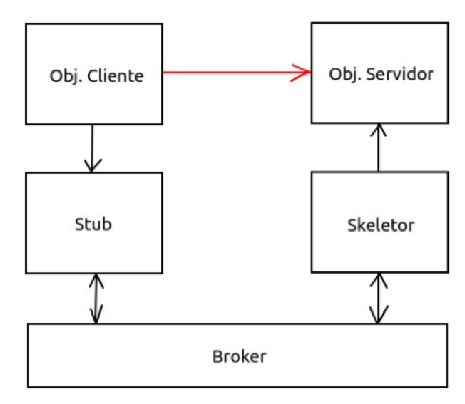 Obj. Cliente
Obj. Servidor
Stub
Skeletor
Broker